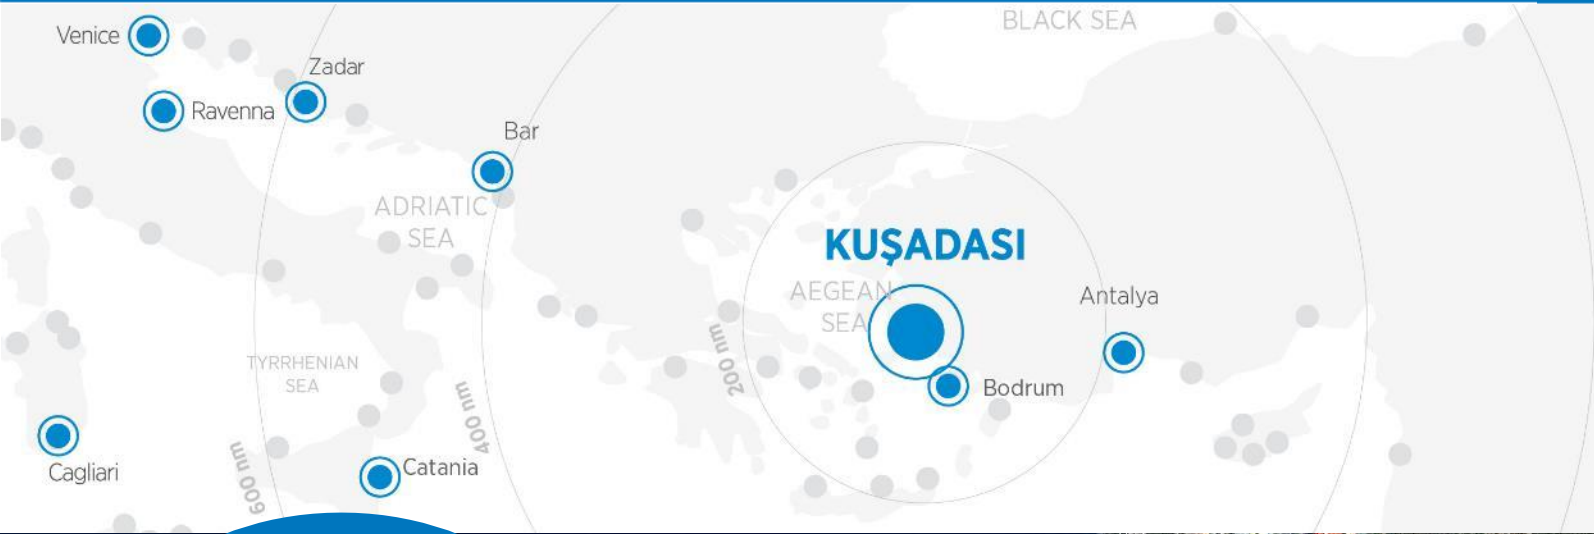 BLACK SEA
Venice
Zadar
Ravenna
Bar
ADRIATIC
SEA
KUŞADASI
AEGEAN
SEA
Antalya
TYRRHENIAN
SEA
200 nm
Bodrum
400 nm
Cagliari
600 nm
Catania